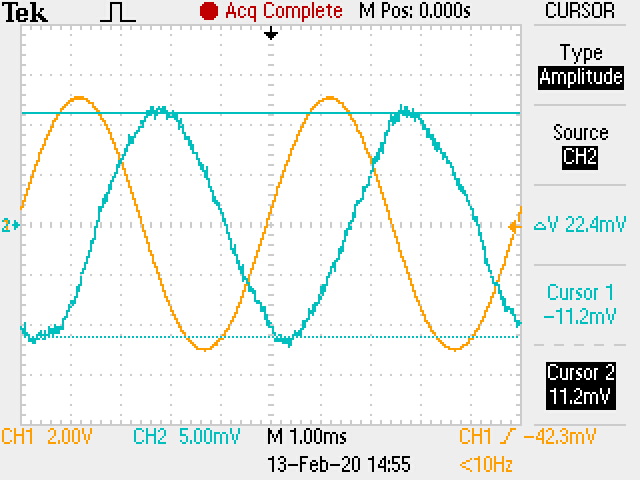 Tek Acq Complete M Pos: 0.000s CURSOR
Type
Amplitude
Source
CH2
2
△V 22.4mV
Cursor 1
-11.2mV
Cursor 2
11.2mV
CH1 2.00V CH2 5.00mV M 1.00ms CH1 -42.3mV
13-Feb-20 14:55 <10Hz